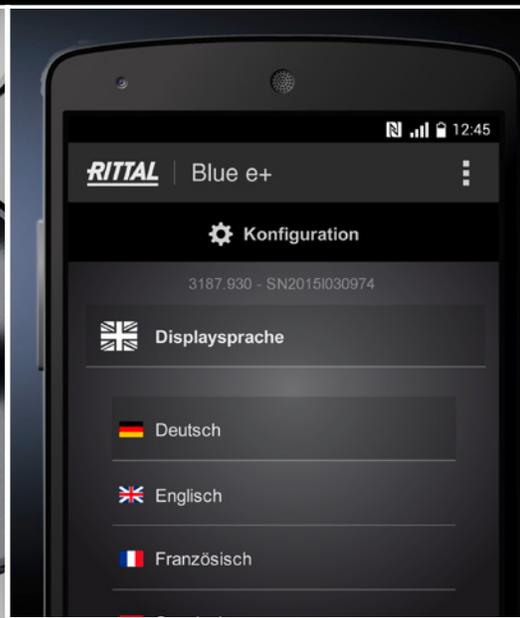 12:45
RITTAL Blue e+
Konfiguration
3187.930 - SN2015I030974
Displaysprache
Deutsch
Englisch
Französisch